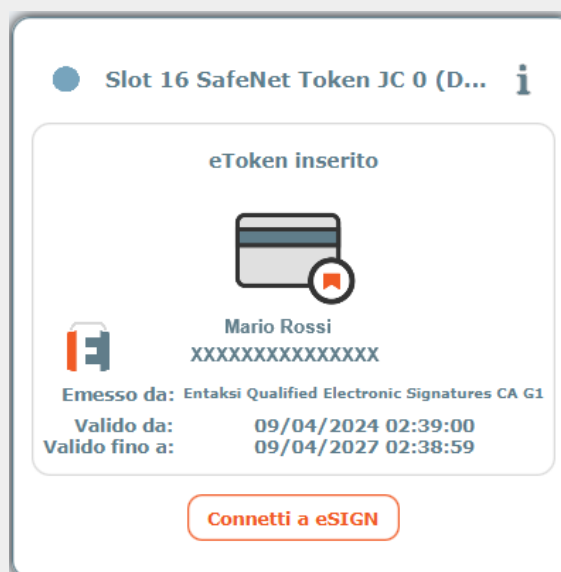 Slot 16 SafeNet Token JC 0 (D...
eToken inserito
Mario Rossi
XXXXXXXXXXXXXXX
Emesso da: Entaksi Qualified Electronic Signatures CA G1
Valido da: 09/04/2024 02:39:00
Valido fino a: 09/04/2027 02:38:59
Connetti a eSIGN